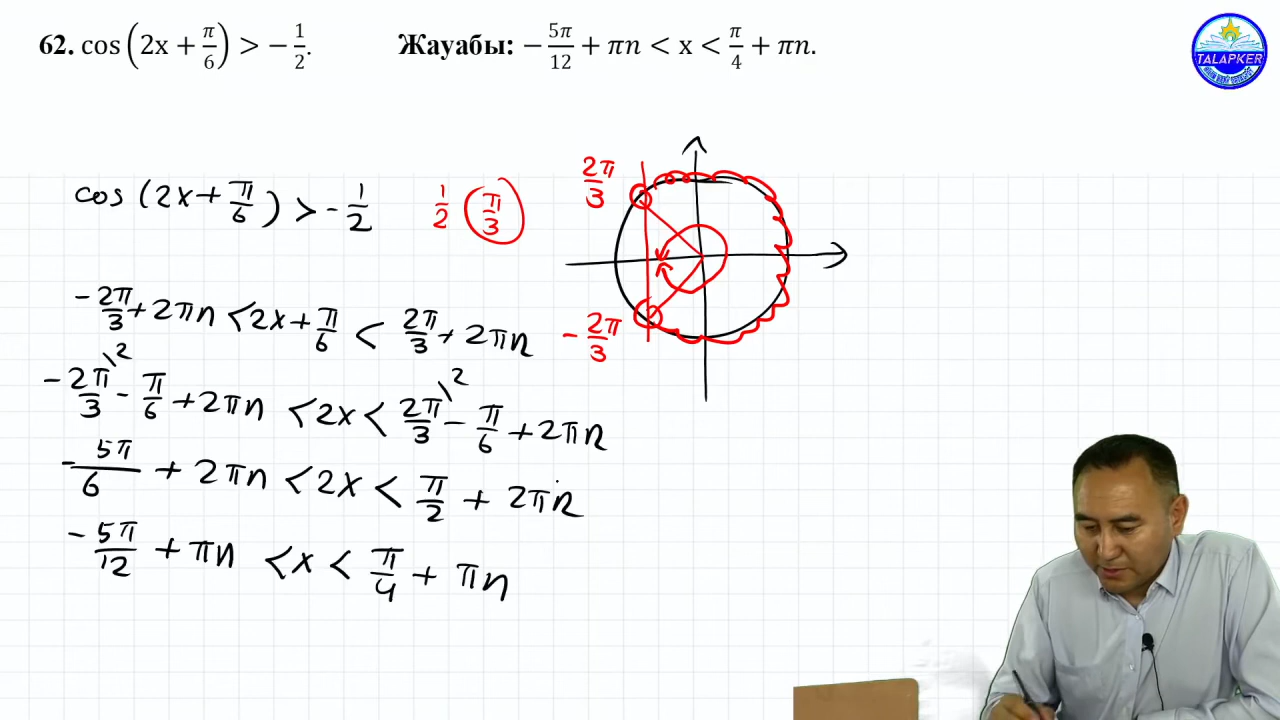 62. cos(2x + π/6) > −1/2. Жауабы: −5π/12 + πn < x < π/4 + πn.
TALAPKER
cos (2x + π/6) > - 1/2 1/2 π/3
2π/3
- 2π/3 + 2πn < 2x + π/6 < 2π/3 + 2πn
- 2π/3
- 2π/3 \2 - π/6 + 2πn < 2x < 2π/3 \2 - π/6 + 2πn
- 5π/6 + 2πn < 2x < π/2 + 2πn
- 5π/12 + πn < x < π/4 + πn